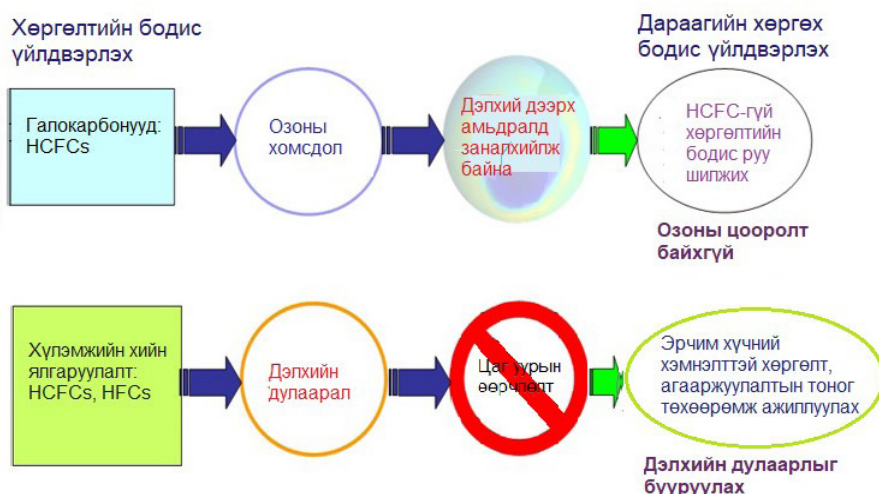 Хөргөлтийн бодис
үйлдвэрлэх
Дараагийн хөргөх
бодис үйлдвэрлэх
Галокарбонууд:
HCFCs
Озоны
хомсдол
Дэлхий дээрх
амьдралд
заналхийлж
байна
HCFC-гүй
хөргөлтийн
бодис руу
шилжих
Озоны цооролт
байхгүй
Хүлэмжийн хийн
ялгаруулалт:
HCFCs, HFCs
Дэлхийн
дулаарал
Цаг уурын
өөрчлөлт
Эрчим хүчний
хэмнэлттэй хөргөлт,
агааржуулалтын тоног
төхөөрөмж ажиллуулах
Дэлхийн дулаарлыг
бууруулах